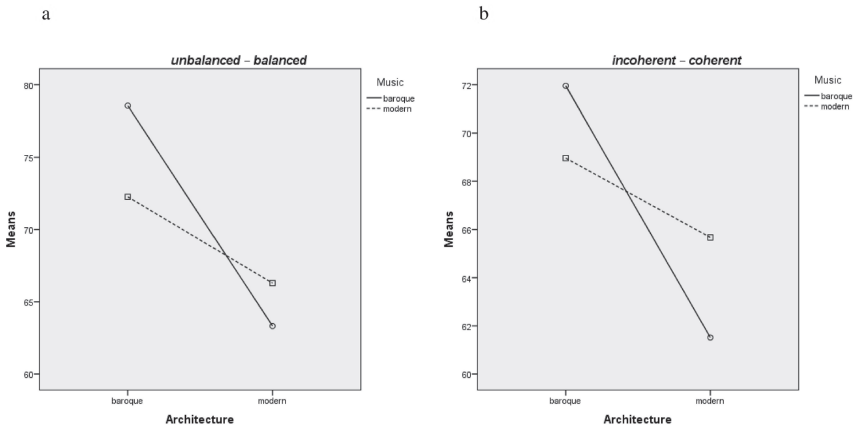 a
unbalanced – balanced
Music
baroque
modern
80
75
70
65
60
Means
baroque
modern
Architecture
b
incoherent – coherent
Music
baroque
modern
72
70
68
66
64
62
60
Means
baroque
modern
Architecture